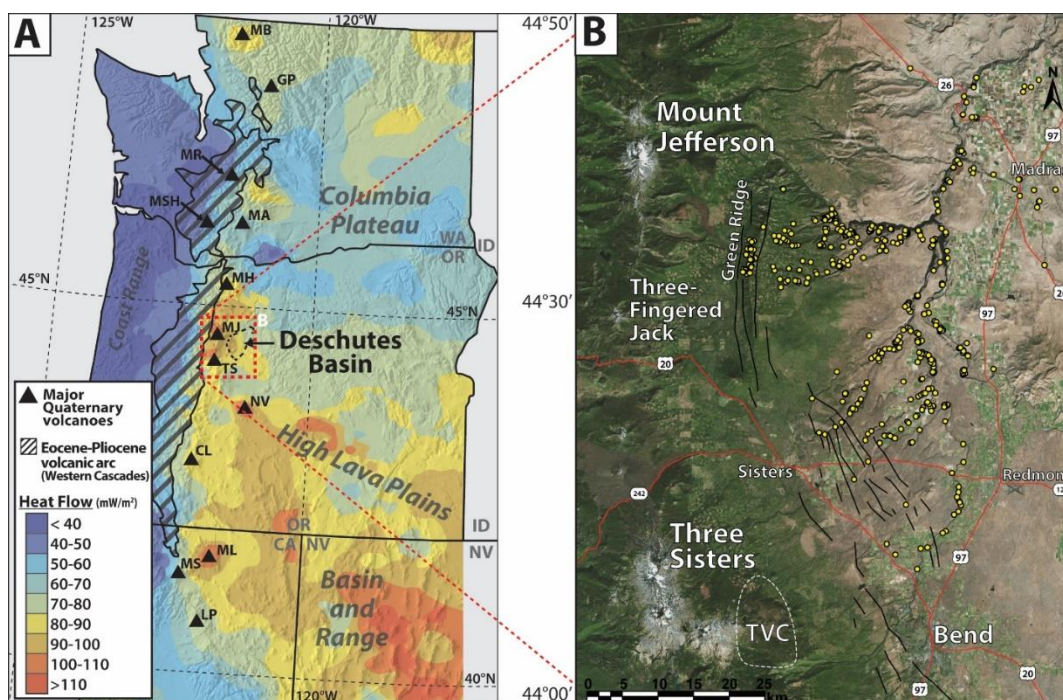 A
125°W
120°W
MB
GP
MR
MSH
MA
Columbia
Plateau
WA
ID
OR
Coast Range
45°N
45°N
MH
MJ
B
TS
Deschutes
Basin
NV
High Lava Plains
CL
OR
CA
NV
ID
NV
ML
MS
LP
Basin
and
Range
40°N
120°W
Major
Quaternary
volcanoes
Eocene-Pliocene
volcanic arc
(Western Cascades)
Heat Flow (mW/m²)
< 40
40-50
50-60
60-70
70-80
80-90
90-100
100-110
>110
44°50'
44°30'
44°00'
B
N
26
97
Mount
Jefferson
Madra
Green Ridge
Three-
Fingered
Jack
26
97
20
20
Sisters
Redmon
12
242
97
Three
Sisters
97
TVC
Bend
0
5
10
15
20
25
KM